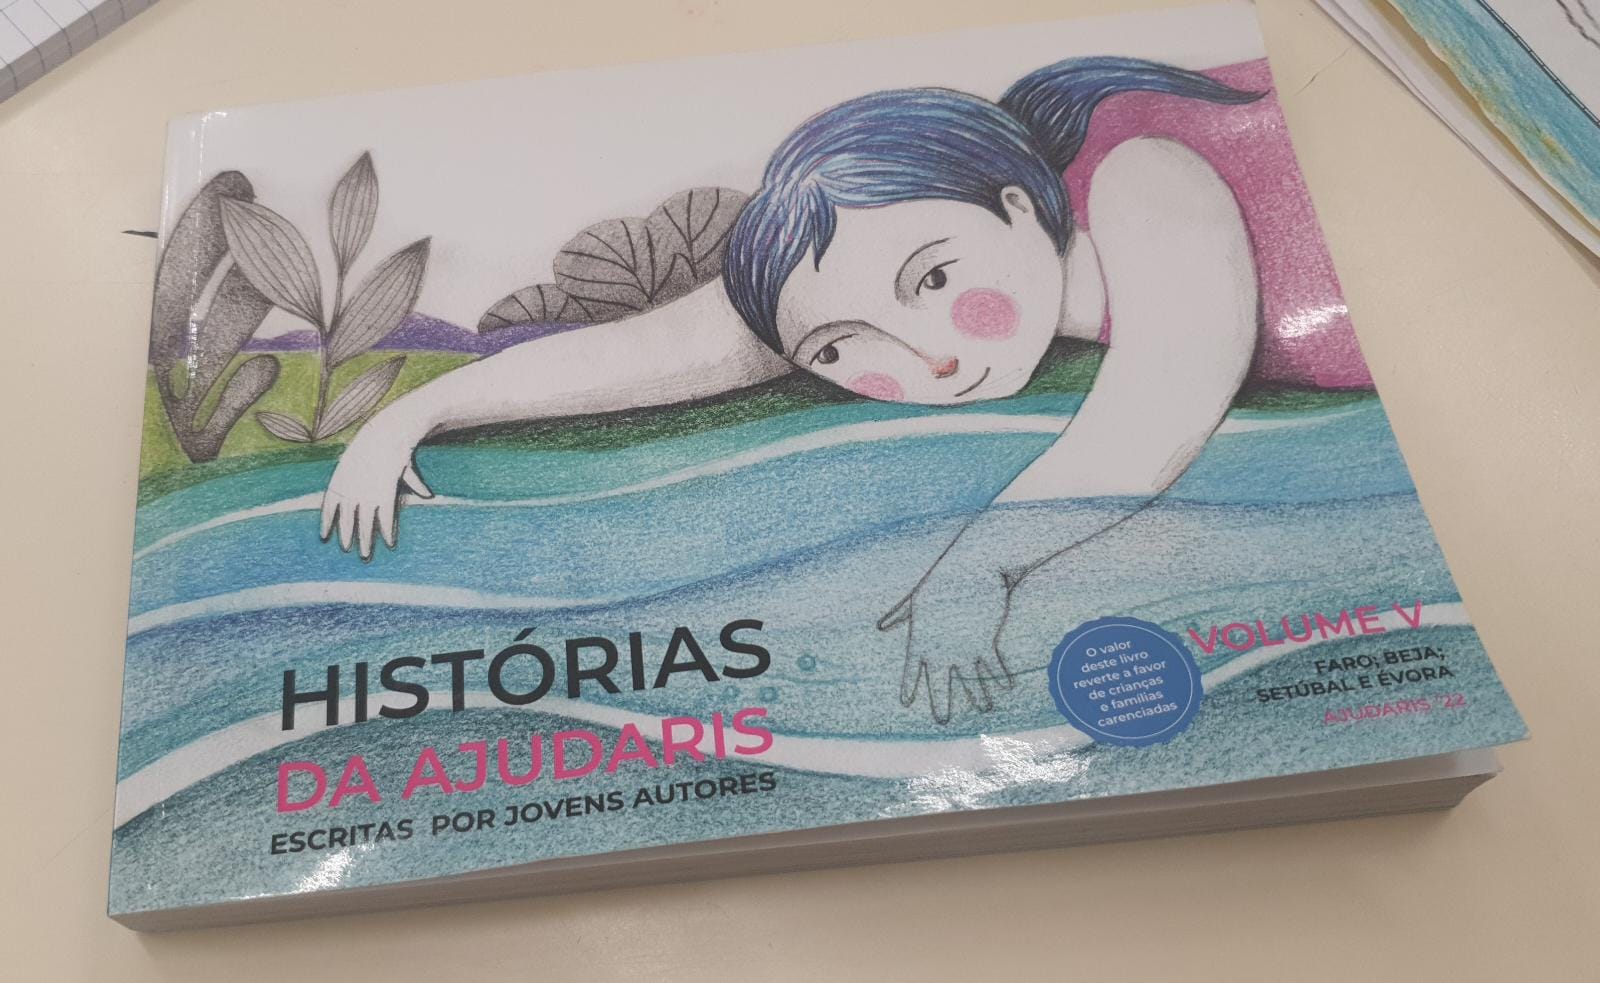 HISTÓRIAS
DA AJUDARIS
ESCRITAS POR JOVENS AUTORES
O valor
deste livro
reverte a favor
de crianças
e famílias
carenciadas
VOLUME V
FARO; BEJA;
SETÚBAL E ÉVORA
AJUDARIS '22